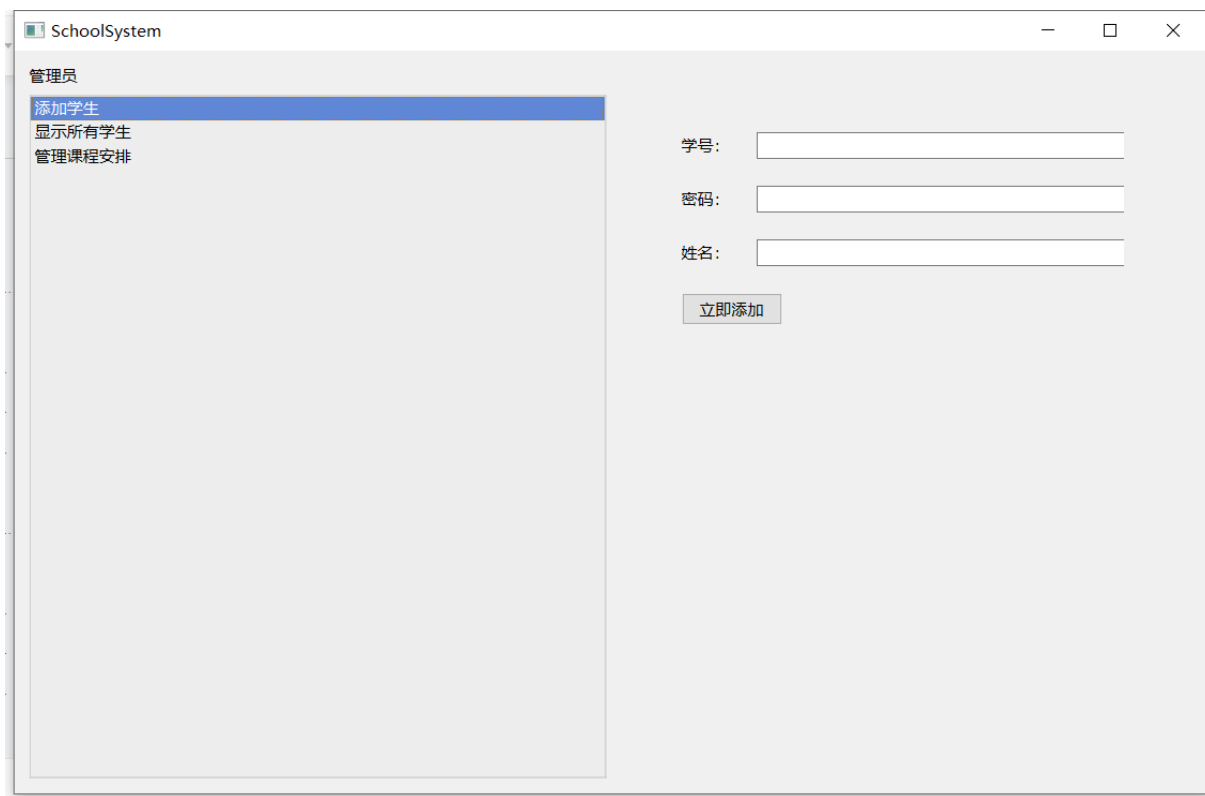 SchoolSystem
管理员
添加学生
显示所有学生
管理课程安排
学号：
密码：
姓名：
立即添加